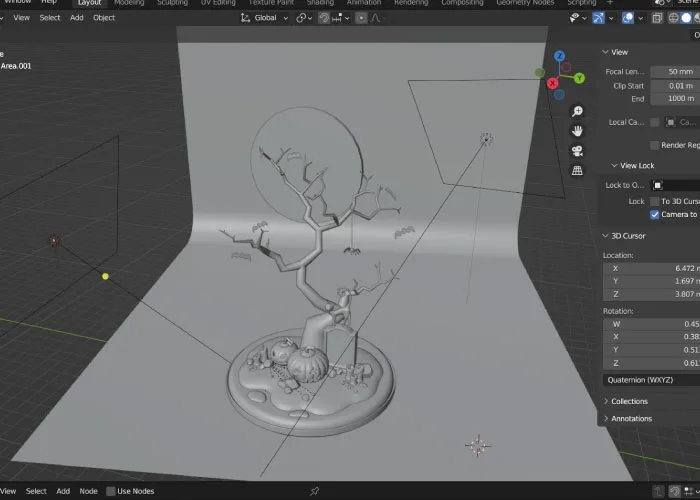 Window Help Layout Modeling Sculpting UV Editing Texture Paint Shading Animation Rendering Compositing Geometry Nodes Scripting + Scene
View Select Add Object Global
Area.001
Z
Y
X
View
Focal Len... 50 mm
Clip Start 0.01 m
End 1000 m
Local Ca... Ca...
Render Reg
View Lock
Lock to O...
Lock To 3D Curso
Camera to
3D Cursor
Location:
X 6.472 m
Y 1.697 m
Z 3.807 m
Rotation:
W 0.45
X 0.38
Y 0.51
Z 0.61
Quaternion (WXYZ)
Collections
Annotations
View Select Add Node Use Nodes